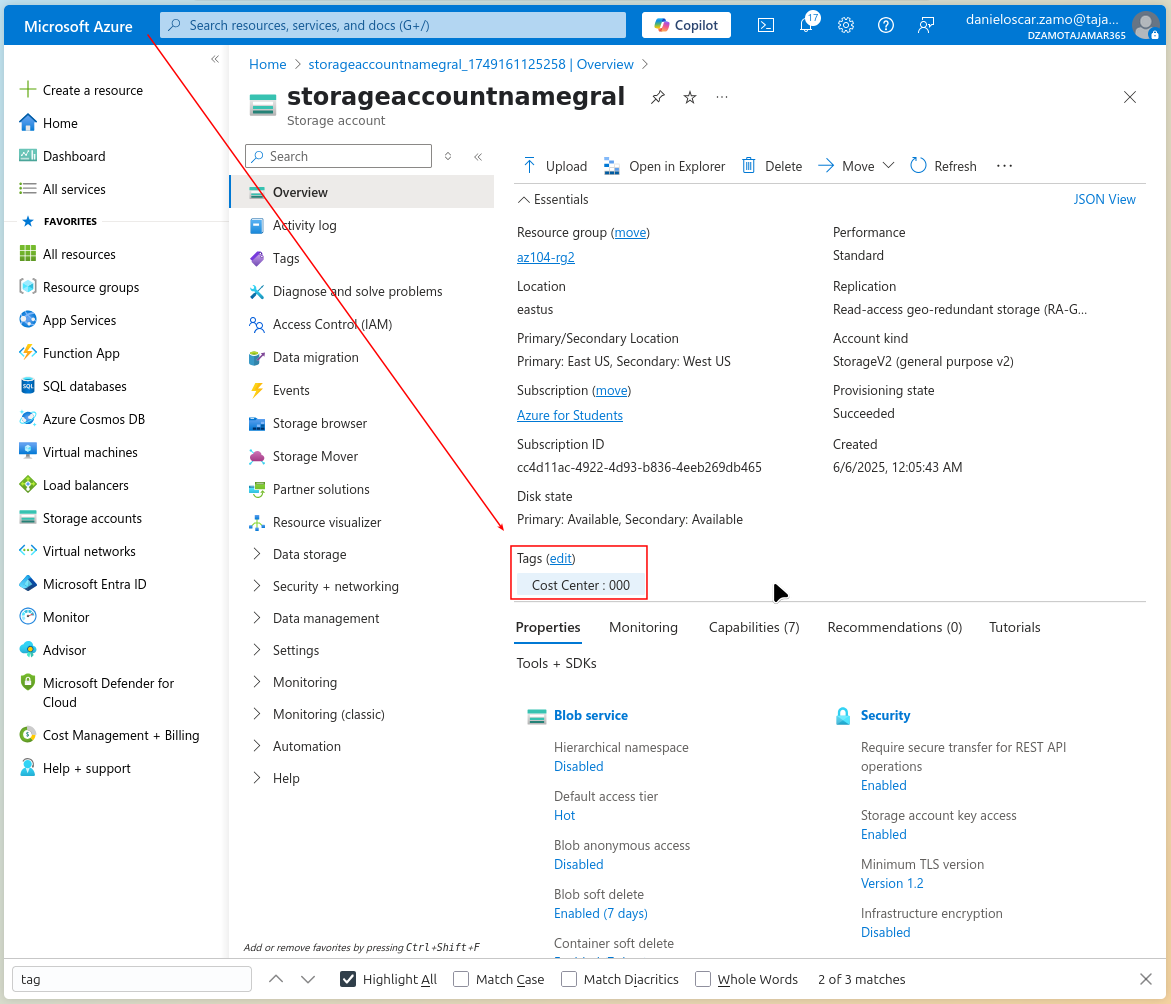 Microsoft Azure
Search resources, services, and docs (G+/)
Copilot
17
danieloscar.zamo@taja...
DZAMOTAJAMAR365
«
Create a resource
Home
Dashboard
All services
FAVORITES
All resources
Resource groups
App Services
Function App
SQL databases
Azure Cosmos DB
Virtual machines
Load balancers
Storage accounts
Virtual networks
Microsoft Entra ID
Monitor
Advisor
Microsoft Defender for
Cloud
Cost Management + Billing
Help + support
Home > storageaccountnamegral_1749161125258 | Overview >
storageaccountnamegral
...
Storage account
Search
«
Overview
Activity log
Tags
Diagnose and solve problems
Access Control (IAM)
Data migration
Events
Storage browser
Storage Mover
Partner solutions
Resource visualizer
Data storage
Security + networking
Data management
Settings
Monitoring
Monitoring (classic)
Automation
Help
Add or remove favorites by pressing Ctrl+Shift+F
Upload
Open in Explorer
Delete
Move
Refresh
...
Essentials
JSON View
Resource group (move)
az104-rg2
Location
eastus
Primary/Secondary Location
Primary: East US, Secondary: West US
Subscription (move)
Azure for Students
Subscription ID
cc4d11ac-4922-4d93-b836-4eeb269db465
Disk state
Primary: Available, Secondary: Available
Performance
Standard
Replication
Read-access geo-redundant storage (RA-G...
Account kind
StorageV2 (general purpose v2)
Provisioning state
Succeeded
Created
6/6/2025, 12:05:43 AM
Tags (edit)
Cost Center : 000
Properties
Monitoring
Capabilities (7)
Recommendations (0)
Tutorials
Tools + SDKs
Blob service
Hierarchical namespace
Disabled
Default access tier
Hot
Blob anonymous access
Disabled
Blob soft delete
Enabled (7 days)
Container soft delete
Security
Require secure transfer for REST API
operations
Enabled
Storage account key access
Enabled
Minimum TLS version
Version 1.2
Infrastructure encryption
Disabled
tag
Highlight All
Match Case
Match Diacritics
Whole Words
2 of 3 matches